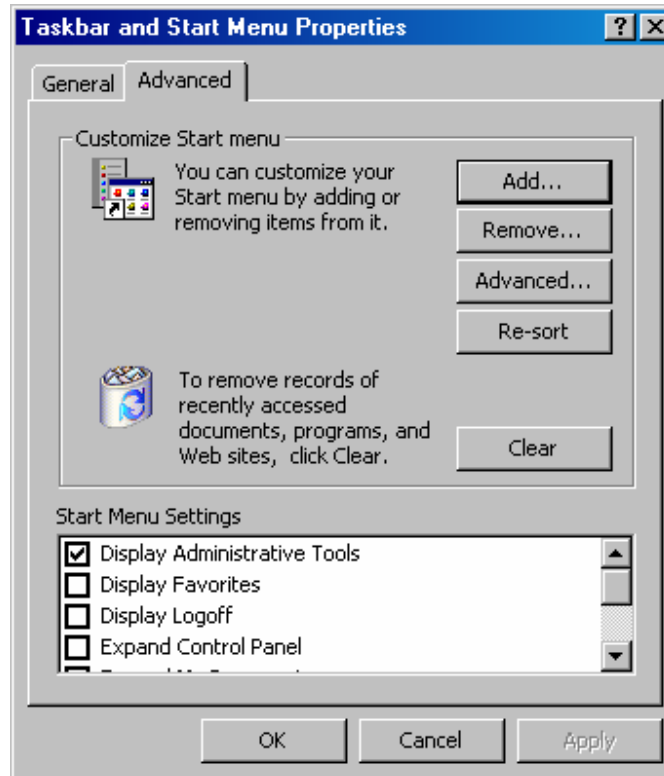 Taskbar and Start Menu Properties
General Advanced
Customize Start menu
You can customize your
Start menu by adding or
removing items from it.
Add...
Remove...
Advanced...
Re-sort
To remove records of
recently accessed
documents, programs, and
Web sites, click Clear.
Clear
Start Menu Settings
Display Administrative Tools
Display Favorites
Display Logoff
Expand Control Panel
OK Cancel Apply